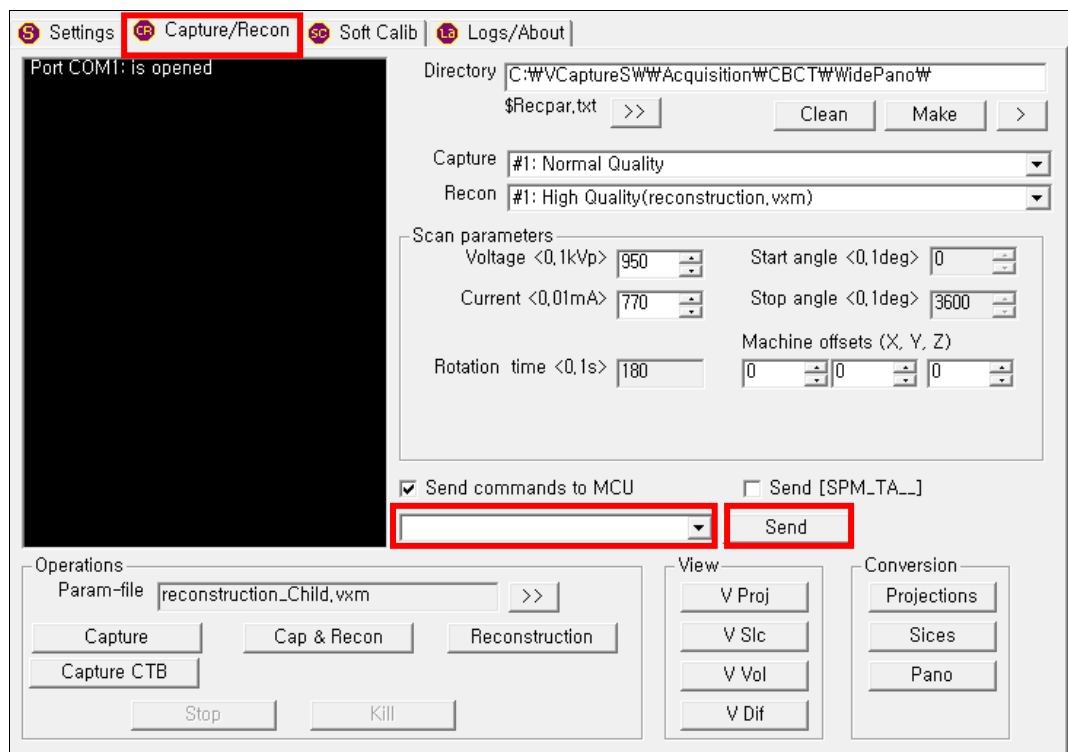 S Settings CR Capture/Recon SC Soft Calib La Logs/About
Port COM1: is opened
Directory C:₩VCaptureSW₩Acquisition₩CBCT₩WidePano₩
$Recpar,txt >> Clean Make >
Capture #1: Normal Quality
Recon #1: High Quality(reconstruction,vxm)
Scan parameters
Voltage <0,1kVp> 950 Start angle <0,1deg> 0
Current <0,01mA> 770 Stop angle <0,1deg> 3600
Machine offsets (X, Y, Z)
Rotation time <0,1s> 180 0 0 0
Send commands to MCU Send [SPM_TA__]
Send
Operations View Conversion
Param-file reconstruction_Child,vxm >> V Proj Projections
Capture Cap & Recon Reconstruction V Slc Sices
Capture CTB V Vol Pano
Stop Kill V Dif